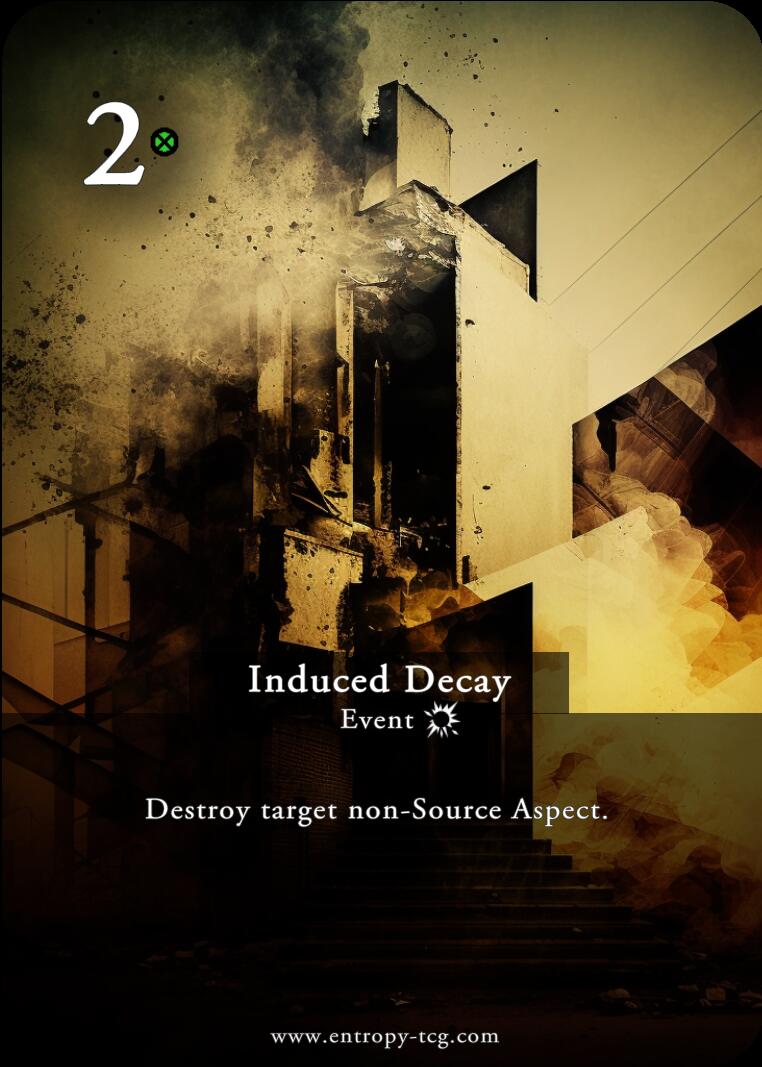 2
Induced Decay
Event
Destroy target non-Source Aspect.
www.entropy-tcg.com